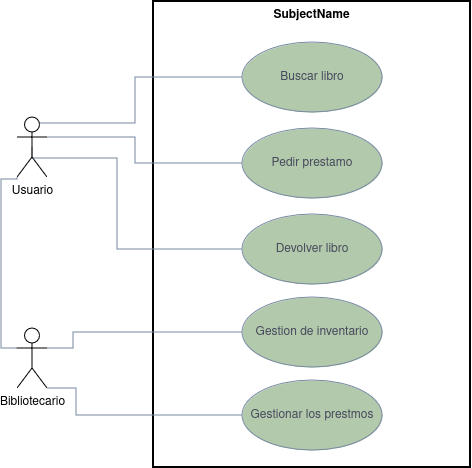 SubjectName
Buscar libro
Pedir prestamo
Usuario
Devolver libro
Gestion de inventario
Bibliotecario
Gestionar los prestmos